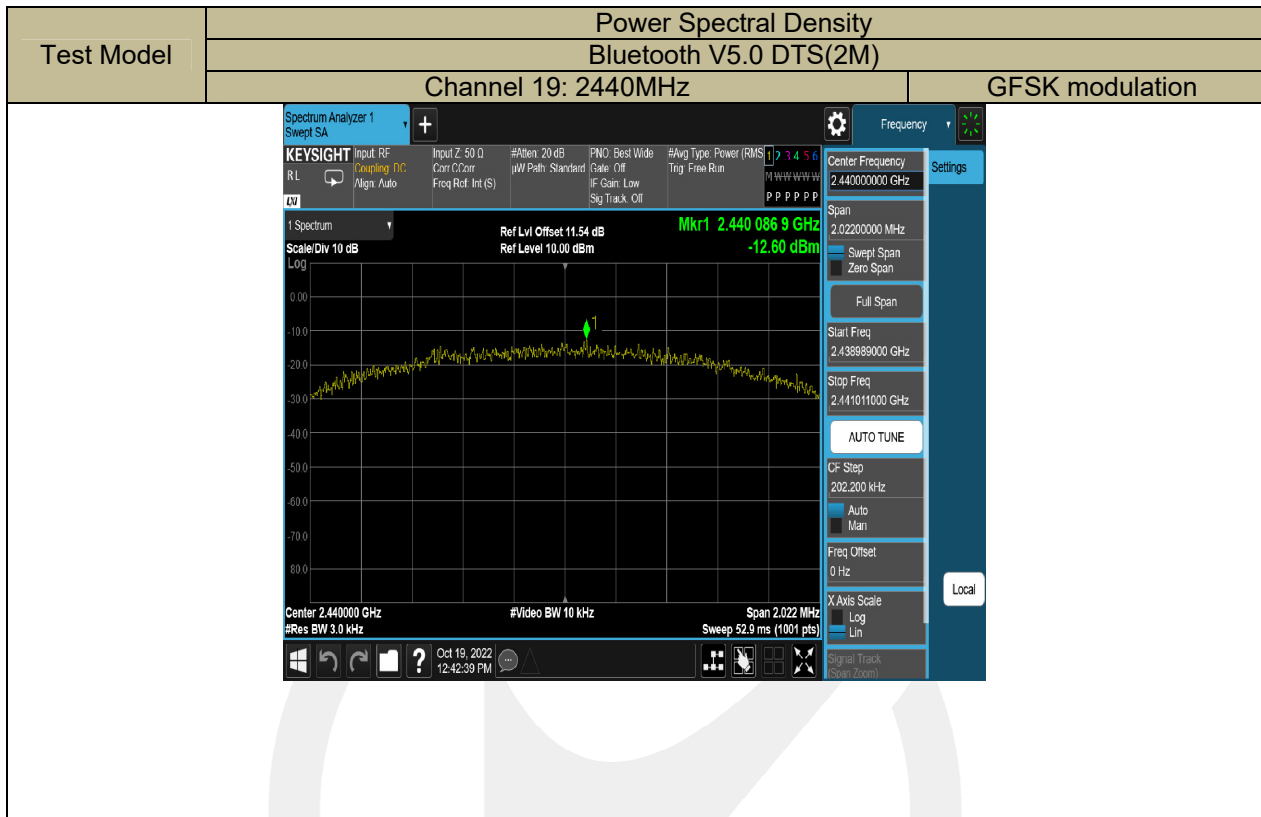 Test Model
Power Spectral Density
Bluetooth V5.0 DTS(2M)
Channel 19: 2440MHz
GFSK modulation
Spectrum Analyzer 1
Swept SA
+
Frequency
KEYSIGHT
RL
LXI
Input: RF
Coupling: DC
Align: Auto
Input Z: 50 Ω
Corr CCorr
Freq Ref: Int (S)
#Atten: 20 dB
µW Path: Standard
PNO: Best Wide
Gate: Off
IF Gain: Low
Sig Track: Off
#Avg Type: Power (RMS
Trig: Free Run
1 2 3 4 5 6
M W W W W W
P P P P P P
Center Frequency
2.440000000 GHz
Settings
1 Spectrum
Scale/Div 10 dB
Ref Lvl Offset 11.54 dB
Ref Level 10.00 dBm
Mkr1 2.440 086 9 GHz
-12.60 dBm
Span
2.02200000 MHz
Swept Span
Zero Span
Full Span
Start Freq
2.438989000 GHz
Stop Freq
2.441011000 GHz
AUTO TUNE
CF Step
202.200 kHz
Auto
Man
Freq Offset
0 Hz
X Axis Scale
Log
Lin
Signal Track
(Span Zoom)
Local
Log
0.00
-10.0
-20.0
-30.0
-40.0
-50.0
-60.0
-70.0
80.0
1
Center 2.440000 GHz
#Res BW 3.0 kHz
#Video BW 10 kHz
Span 2.022 MHz
Sweep 52.9 ms (1001 pts)
?
Oct 19, 2022
12:42:39 PM